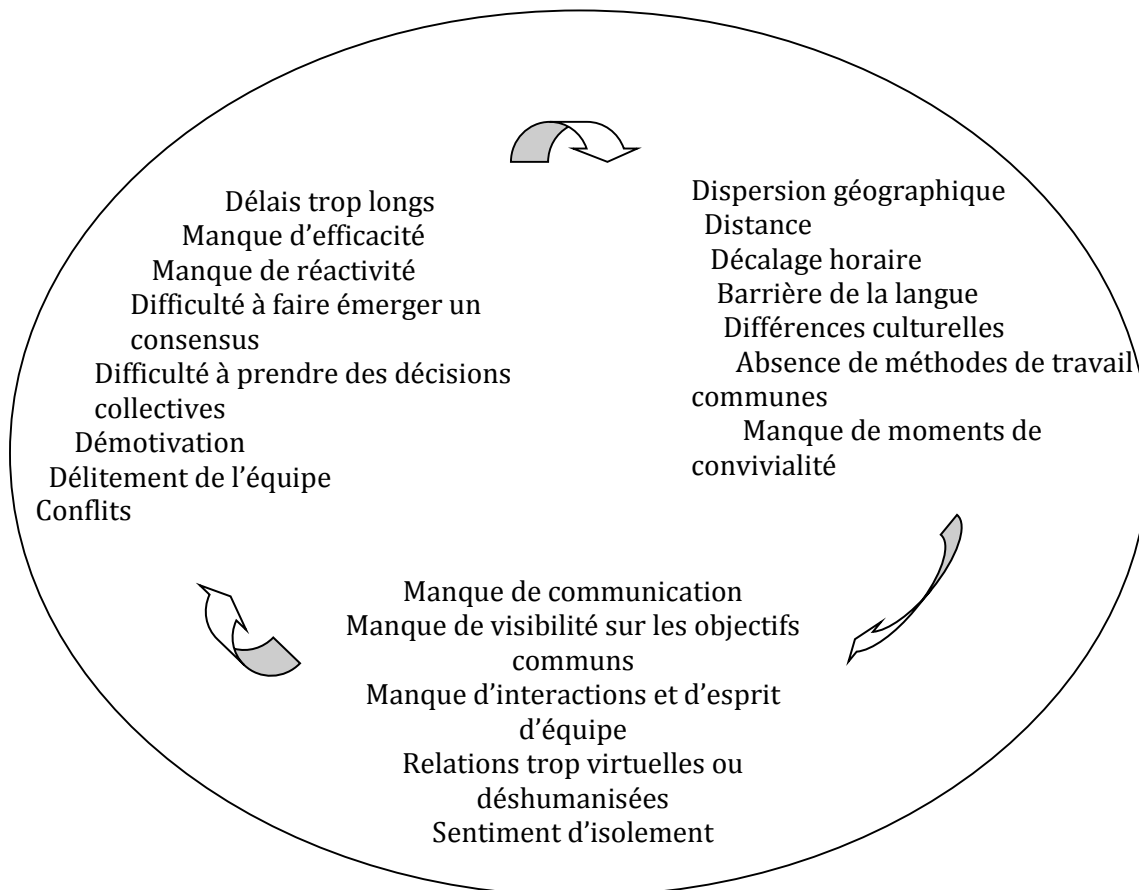 Délais trop longs
Manque d’efficacité
Manque de réactivité
Difficulté à faire émerger un
consensus
Difficulté à prendre des décisions
collectives
Démotivation
Délitement de l’équipe
Conflits
Dispersion géographique
Distance
Décalage horaire
Barrière de la langue
Différences culturelles
Absence de méthodes de travail
communes
Manque de moments de
convivialité
Manque de communication
Manque de visibilité sur les objectifs
communs
Manque d’interactions et d’esprit
d’équipe
Relations trop virtuelles ou
déshumanisées
Sentiment d’isolement